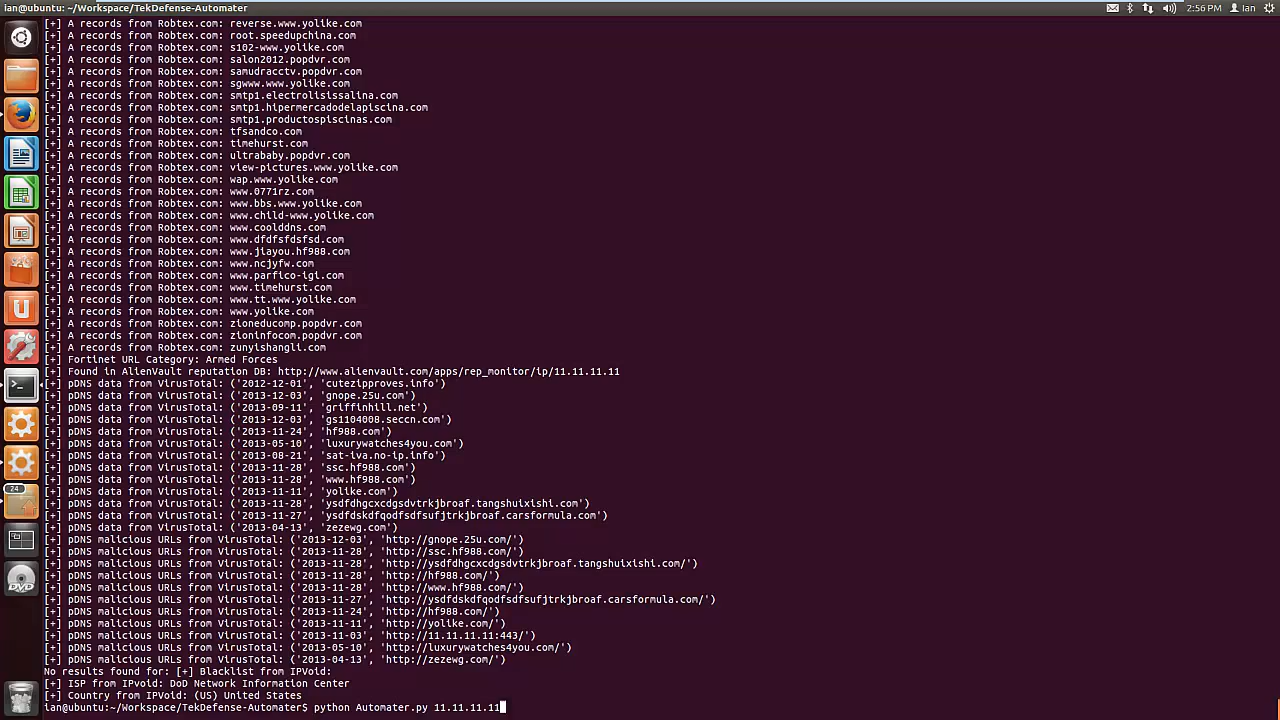 ian@ubuntu: ~/Workspace/TekDefense-Automater
2:56 PM
Ian
[+] A records from Robtex.com: reverse.www.yolike.com
[+] A records from Robtex.com: root.speedupchina.com
[+] A records from Robtex.com: s102-www.yolike.com
[+] A records from Robtex.com: salon2012.popdvr.com
[+] A records from Robtex.com: samudracctv.popdvr.com
[+] A records from Robtex.com: sgwww.www.yolike.com
[+] A records from Robtex.com: smtp1.electrolisissalina.com
[+] A records from Robtex.com: smtp1.hipermercadodelapiscina.com
[+] A records from Robtex.com: smtp1.productospiscinas.com
[+] A records from Robtex.com: tfsandco.com
[+] A records from Robtex.com: timehurst.com
[+] A records from Robtex.com: ultrababy.popdvr.com
[+] A records from Robtex.com: view-pictures.www.yolike.com
[+] A records from Robtex.com: wap.www.yolike.com
[+] A records from Robtex.com: www.0771rz.com
[+] A records from Robtex.com: www.bbs.www.yolike.com
[+] A records from Robtex.com: www.child-www.yolike.com
[+] A records from Robtex.com: www.coolddns.com
[+] A records from Robtex.com: www.dfdfsfdsfsd.com
[+] A records from Robtex.com: www.jiayou.hf988.com
[+] A records from Robtex.com: www.ncjyfw.com
[+] A records from Robtex.com: www.parfico-igi.com
[+] A records from Robtex.com: www.timehurst.com
[+] A records from Robtex.com: www.tt.www.yolike.com
[+] A records from Robtex.com: www.yolike.com
[+] A records from Robtex.com: zioneducomp.popdvr.com
[+] A records from Robtex.com: zioninfocom.popdvr.com
[+] A records from Robtex.com: zunyishangli.com
[+] Fortinet URL Category: Armed Forces
[+] Found in AlienVault reputation DB: http://www.alienvault.com/apps/rep_monitor/ip/11.11.11.11
[+] pDNS data from VirusTotal: ('2012-12-01', 'cutezipproves.info')
[+] pDNS data from VirusTotal: ('2013-12-03', 'gnope.25u.com')
[+] pDNS data from VirusTotal: ('2013-09-11', 'griffinhill.net')
[+] pDNS data from VirusTotal: ('2013-12-03', 'gs1104008.seccn.com')
[+] pDNS data from VirusTotal: ('2013-11-24', 'hf988.com')
[+] pDNS data from VirusTotal: ('2013-05-10', 'luxurywatches4you.com')
[+] pDNS data from VirusTotal: ('2013-08-21', 'sat-iva.no-ip.info')
[+] pDNS data from VirusTotal: ('2013-11-28', 'ssc.hf988.com')
[+] pDNS data from VirusTotal: ('2013-11-28', 'www.hf988.com')
[+] pDNS data from VirusTotal: ('2013-11-11', 'yolike.com')
[+] pDNS data from VirusTotal: ('2013-11-28', 'ysdfdhgcxcdgsdvtrkjbroaf.tangshuixishi.com')
[+] pDNS data from VirusTotal: ('2013-11-27', 'ysdfdskdfqodfsdfsufjtrkjbroaf.carsformula.com')
[+] pDNS data from VirusTotal: ('2013-04-13', 'zezewg.com')
[+] pDNS malicious URLs from VirusTotal: ('2013-12-03', 'http://gnope.25u.com/')
[+] pDNS malicious URLs from VirusTotal: ('2013-11-28', 'http://ssc.hf988.com/')
[+] pDNS malicious URLs from VirusTotal: ('2013-11-28', 'http://ysdfdhgcxcdgsdvtrkjbroaf.tangshuixishi.com/')
[+] pDNS malicious URLs from VirusTotal: ('2013-11-28', 'http://hf988.com/')
[+] pDNS malicious URLs from VirusTotal: ('2013-11-28', 'http://www.hf988.com/')
[+] pDNS malicious URLs from VirusTotal: ('2013-11-27', 'http://ysdfdskdfqodfsdfsufjtrkjbroaf.carsformula.com/')
[+] pDNS malicious URLs from VirusTotal: ('2013-11-24', 'http://hf988.com/')
[+] pDNS malicious URLs from VirusTotal: ('2013-11-11', 'http://yolike.com/')
[+] pDNS malicious URLs from VirusTotal: ('2013-11-03', 'http://11.11.11.11:443/')
[+] pDNS malicious URLs from VirusTotal: ('2013-05-10', 'http://luxurywatches4you.com/')
[+] pDNS malicious URLs from VirusTotal: ('2013-04-13', 'http://zezewg.com/')
No results found for: [+] Blacklist from IPVoid:
[+] ISP from IPVoid: DoD Network Information Center
[+] Country from IPVoid: (US) United States
ian@ubuntu:~/Workspace/TekDefense-Automater$ python Automater.py 11.11.11.11
24
DVD